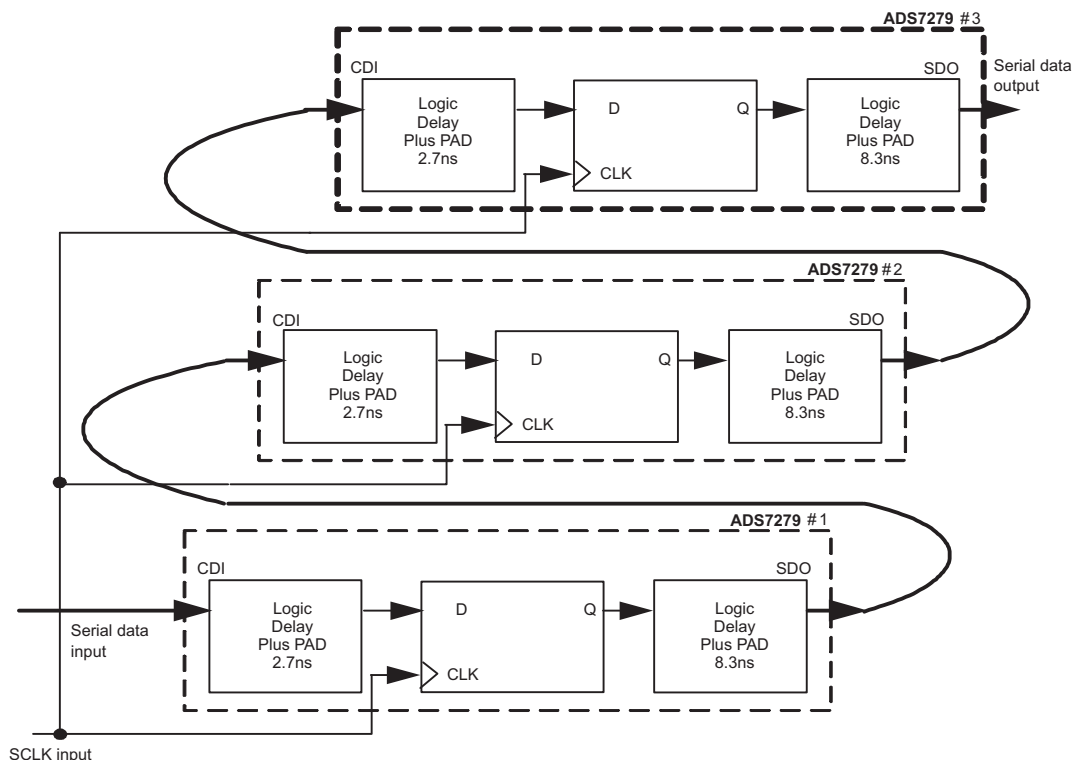 ADS7279 #3
CDI
SDO
Serial data
output
Logic
Delay
Plus PAD
2.7ns
D
Q
CLK
Logic
Delay
Plus PAD
8.3ns
ADS7279 #2
CDI
SDO
Logic
Delay
Plus PAD
2.7ns
D
Q
CLK
Logic
Delay
Plus PAD
8.3ns
ADS7279 #1
CDI
SDO
Serial data
input
Logic
Delay
Plus PAD
2.7ns
D
Q
CLK
Logic
Delay
Plus PAD
8.3ns
SCLK input